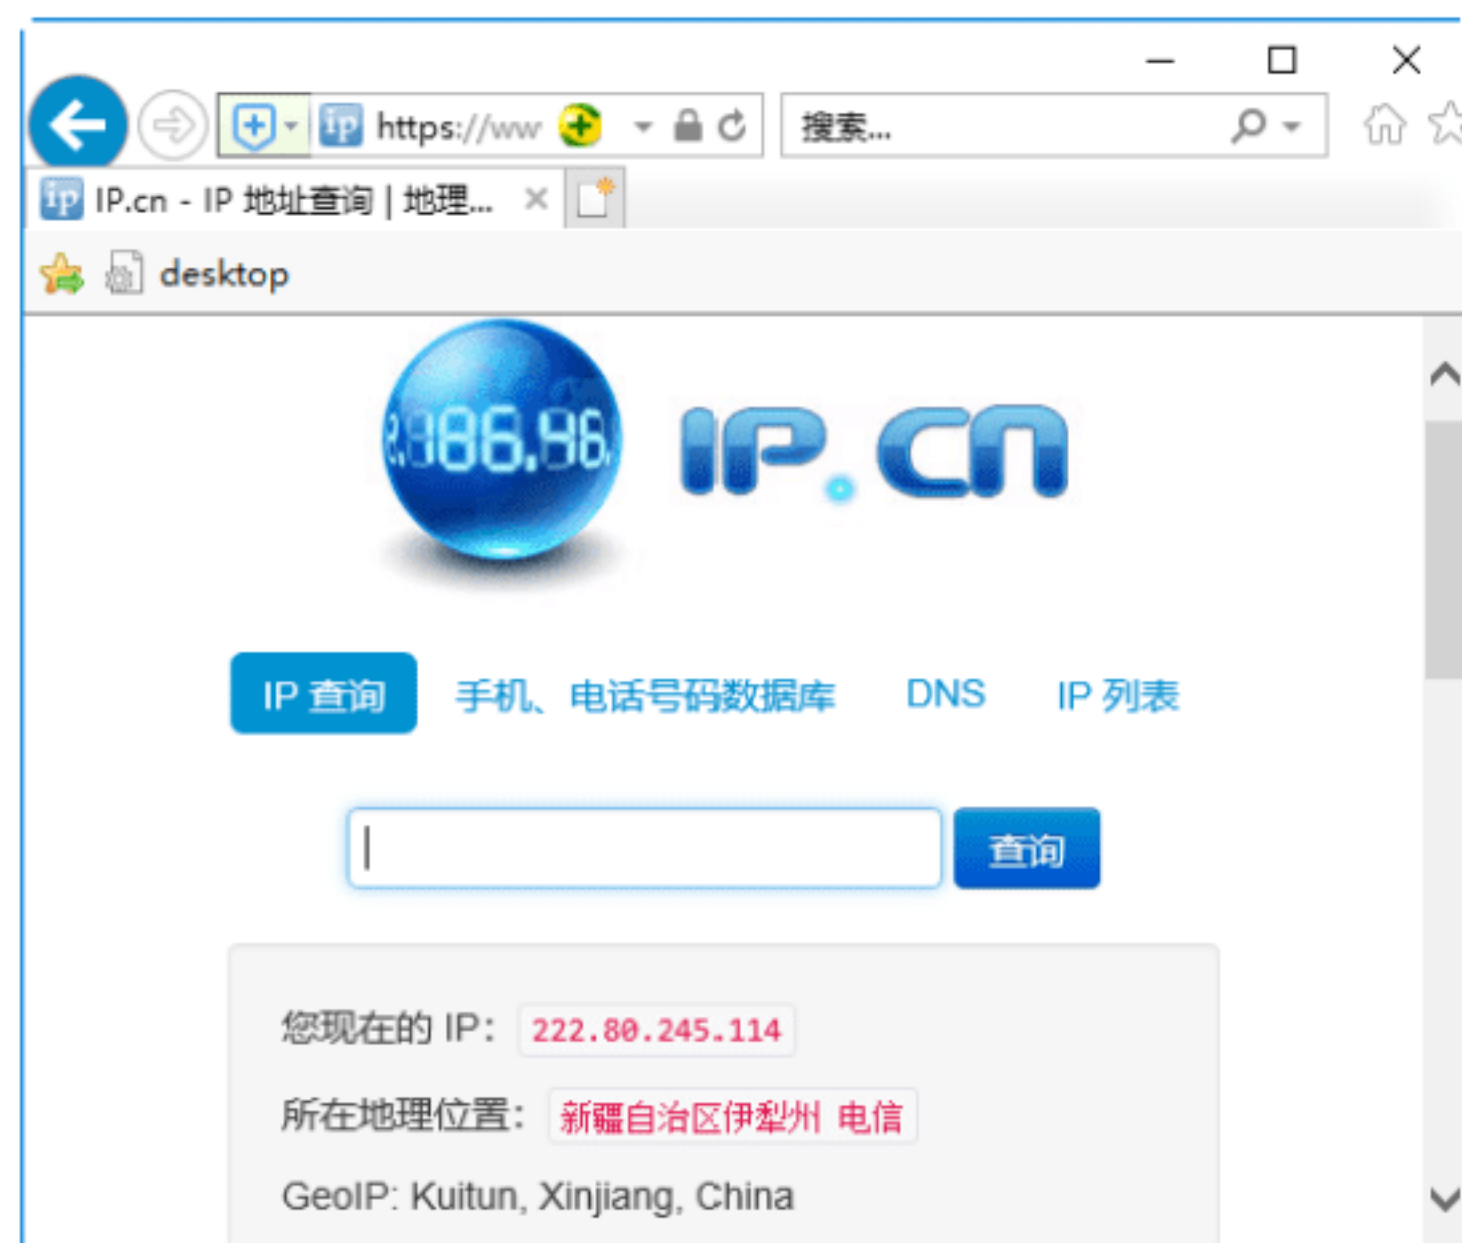 https://ww
搜索...
IP.cn - IP 地址查询 | 地理...
desktop
2.186.46.
IP.CN
IP 查询 手机、电话号码数据库 DNS IP 列表
查询
您现在的 IP： 222.80.245.114
所在地理位置： 新疆自治区伊犁州 电信
GeoIP: Kuitun, Xinjiang, China